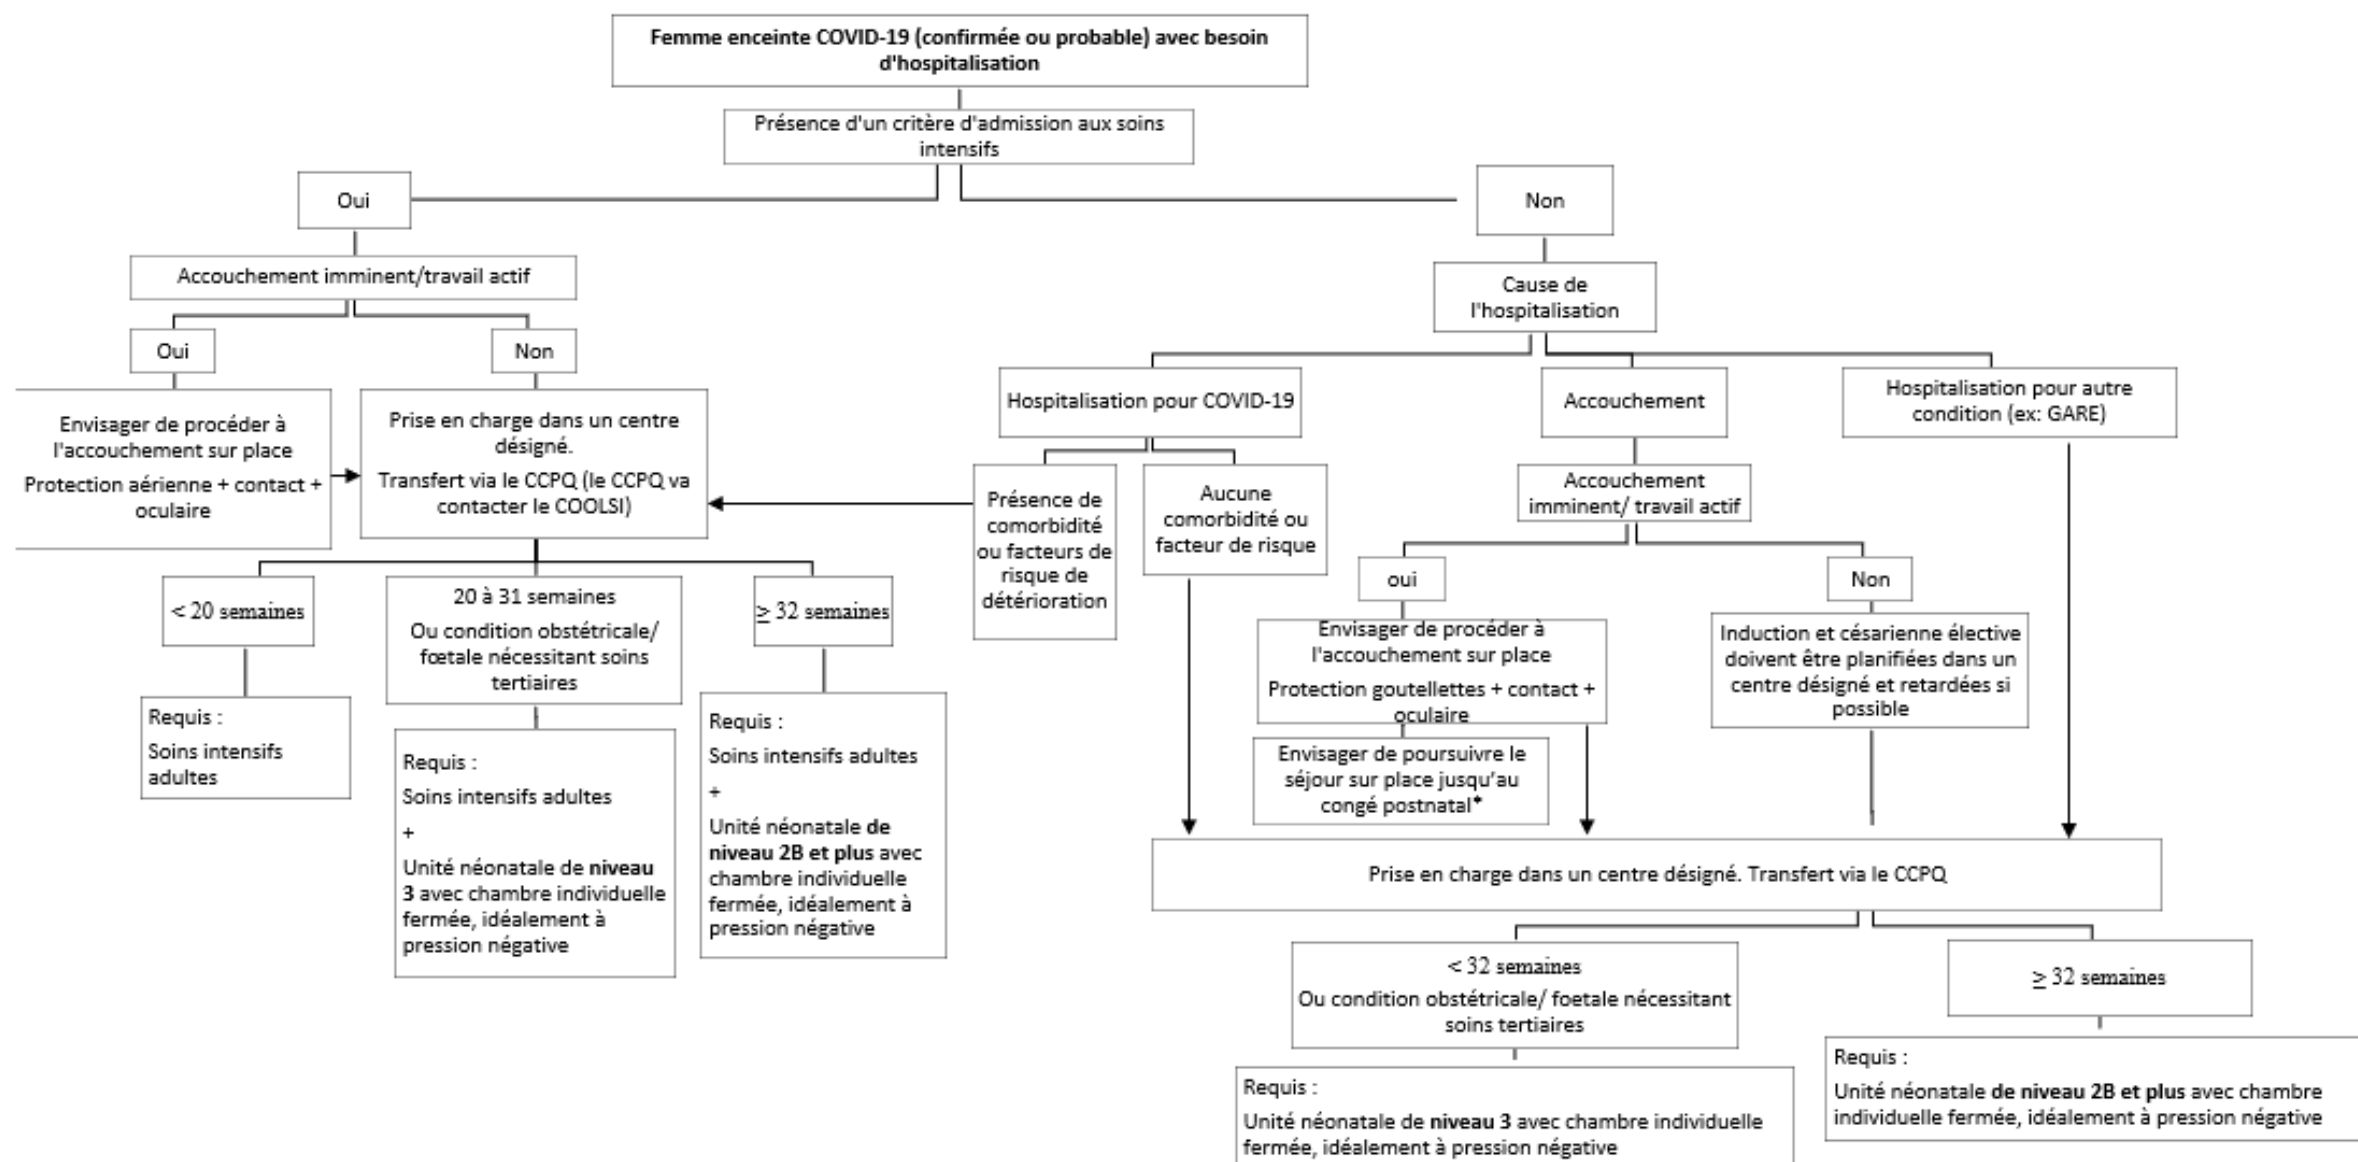 Femme enceinte COVID-19 (confirmée ou probable) avec besoin
d'hospitalisation
Présence d'un critère d'admission aux soins
intensifs
Oui
Non
Accouchement imminent/travail actif
Cause de
l'hospitalisation
Oui
Non
Hospitalisation pour COVID-19
Accouchement
Hospitalisation pour autre
condition (ex: GARE)
Envisager de procéder à
l'accouchement sur place
Protection aérienne + contact +
oculaire
Prise en charge dans un centre
désigné.
Transfert via le CCPQ (le CCPQ va
contacter le COOLSI)
Présence de
comorbidité
ou facteurs de
risque de
détérioration
Aucune
comorbidité ou
facteur de risque
Accouchement
imminent/ travail actif
oui
Non
< 20 semaines
20 à 31 semaines
Ou condition obstétricale/
fœtale nécessitant soins
tertiaires
≥ 32 semaines
Envisager de procéder à
l'accouchement sur place
Protection goutellettes + contact +
oculaire
Induction et césarienne élective
doivent être planifiées dans un
centre désigné et retardées si
possible
Requis :
Soins intensifs
adultes
Requis :
Soins intensifs adultes
+
Unité néonatale de niveau
3 avec chambre individuelle
fermée, idéalement à
pression négative
Requis :
Soins intensifs adultes
+
Unité néonatale de
niveau 2B et plus avec
chambre individuelle
fermée, idéalement à
pression négative
Envisager de poursuivre le
séjour sur place jusqu'au
congé postnatal*
Prise en charge dans un centre désigné. Transfert via le CCPQ
< 32 semaines
Ou condition obstétricale/ foetale nécessitant
soins tertiaires
≥ 32 semaines
Requis :
Unité néonatale de niveau 3 avec chambre individuelle
fermée, idéalement à pression négative
Requis :
Unité néonatale de niveau 2B et plus avec chambre
individuelle fermée, idéalement à pression négative